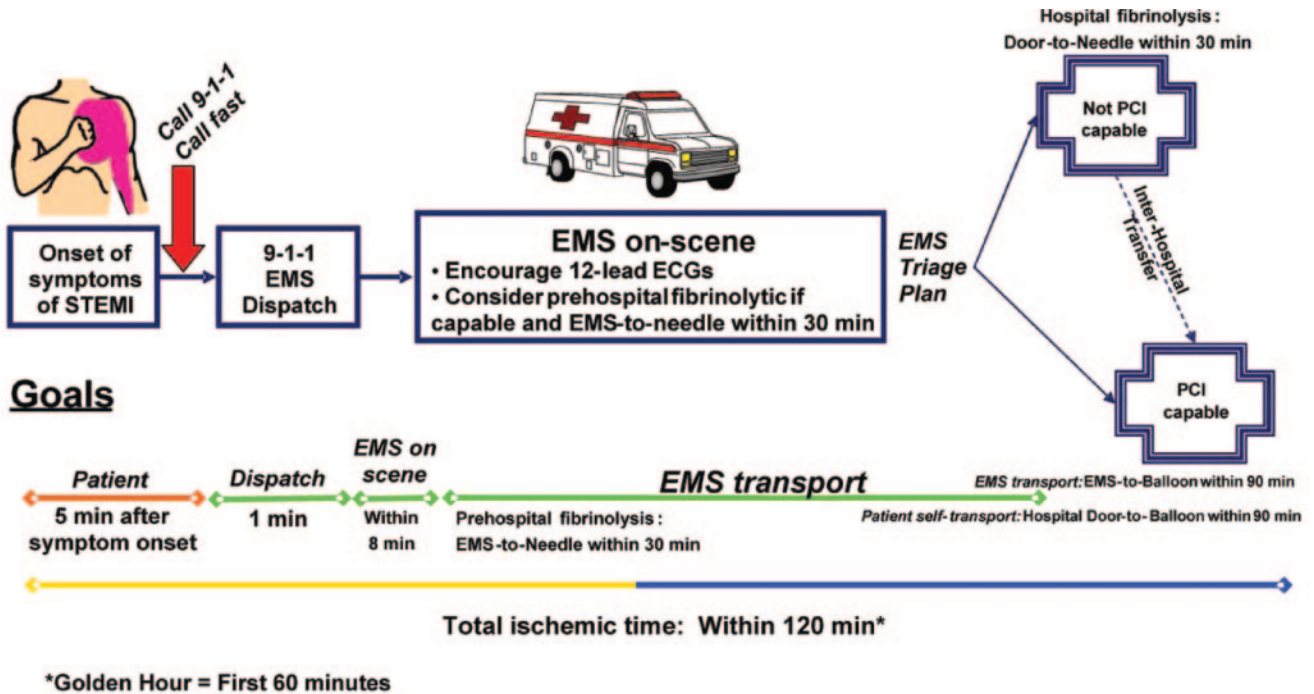 Hospital fibrinolysis :
Door-to-Needle within 30 min
Call 9-1-1
Call fast
Not PCI
capable
Onset of
symptoms
of STEMI
9-1-1
EMS
Dispatch
EMS on-scene
• Encourage 12-lead ECGs
• Consider prehospital fibrinolytic if
capable and EMS-to-needle within 30 min
EMS
Triage
Plan
Inter-Hospital
Transfer
PCI
capable
Goals
Patient
5 min after
symptom onset
Dispatch
1 min
EMS on
scene
Within
8 min
EMS transport
Prehospital fibrinolysis :
EMS-to-Needle within 30 min
EMS transport: EMS-to-Balloon within 90 min
Patient self-transport: Hospital Door-to-Balloon within 90 min
Total ischemic time: Within 120 min*
*Golden Hour = First 60 minutes